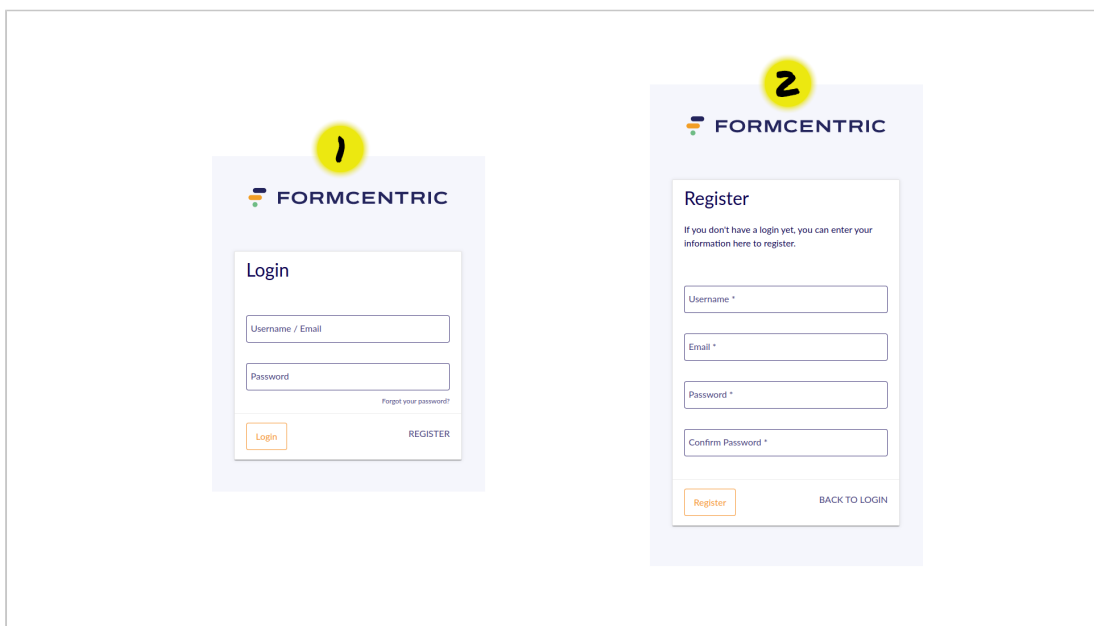 1
FORMCENTRIC
Login
Username / Email
Password
Forgot your password?
Login
REGISTER
2
FORMCENTRIC
Register
If you don't have a login yet, you can enter your
information here to register.
Username *
Email *
Password *
Confirm Password *
Register
BACK TO LOGIN